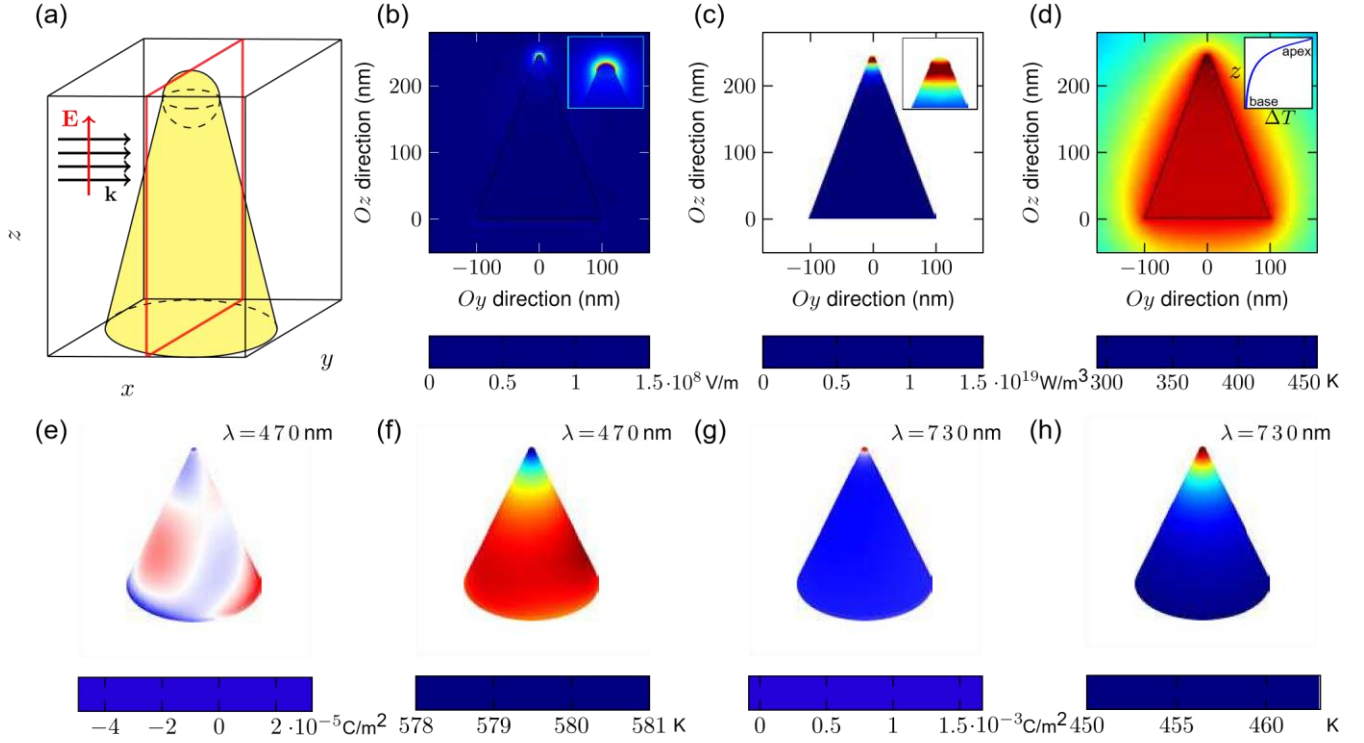 (a)
E
k
z
x
y
(b)
Oz direction (nm)
200
100
0
−100 0 100
Oy direction (nm)
0 0.5 1 1.5 ·10⁸ V/m
(c)
Oz direction (nm)
200
100
0
−100 0 100
Oy direction (nm)
0 0.5 1 1.5 ·10¹⁹W/m³
(d)
Oz direction (nm)
200
100
0
z
apex
base
ΔT
−100 0 100
Oy direction (nm)
300 350 400 450 K
(e)
λ=470 nm
−4 −2 0 2 ·10⁻⁵C/m²
(f)
λ=470 nm
578 579 580 581 K
(g)
λ=730 nm
0 0.5 1 1.5·10⁻³C/m²
(h)
λ=730 nm
450 455 460 K